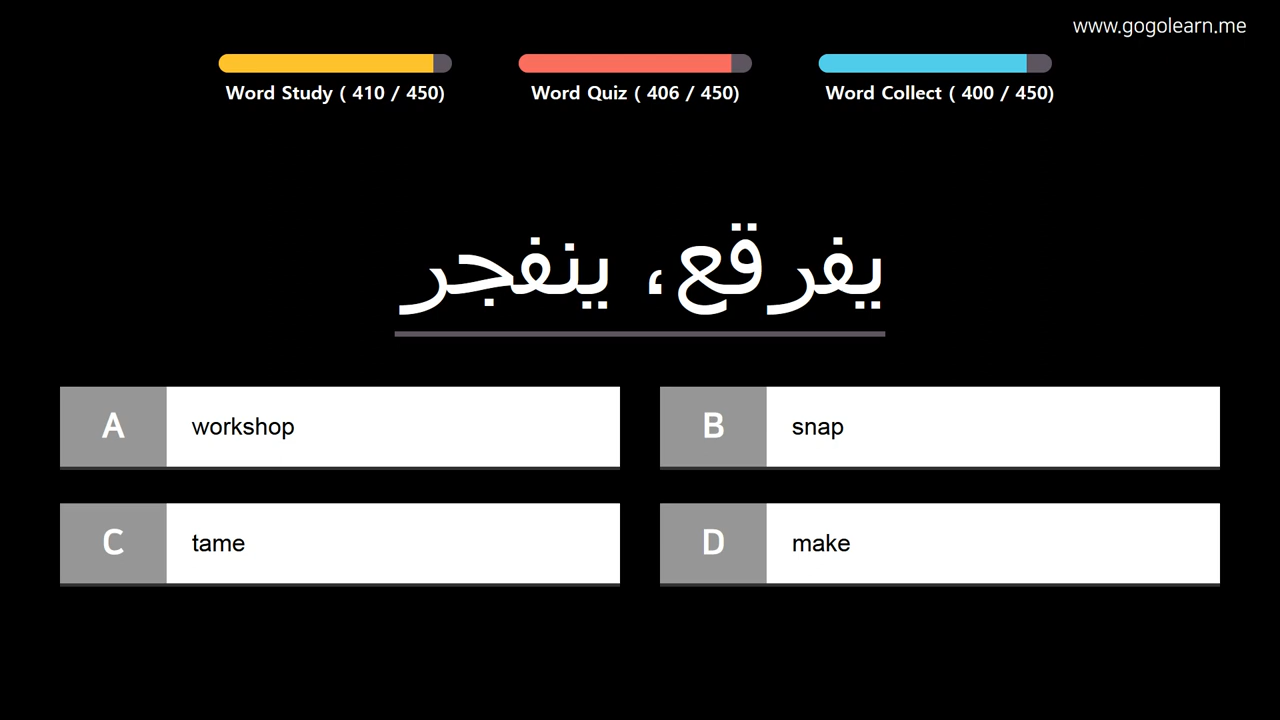 www.gogolearn.me
Word Study ( 410 / 450)
Word Quiz ( 406 / 450)
Word Collect ( 400 / 450)
يفرقع، ينفجر
A workshop
B snap
C tame
D make